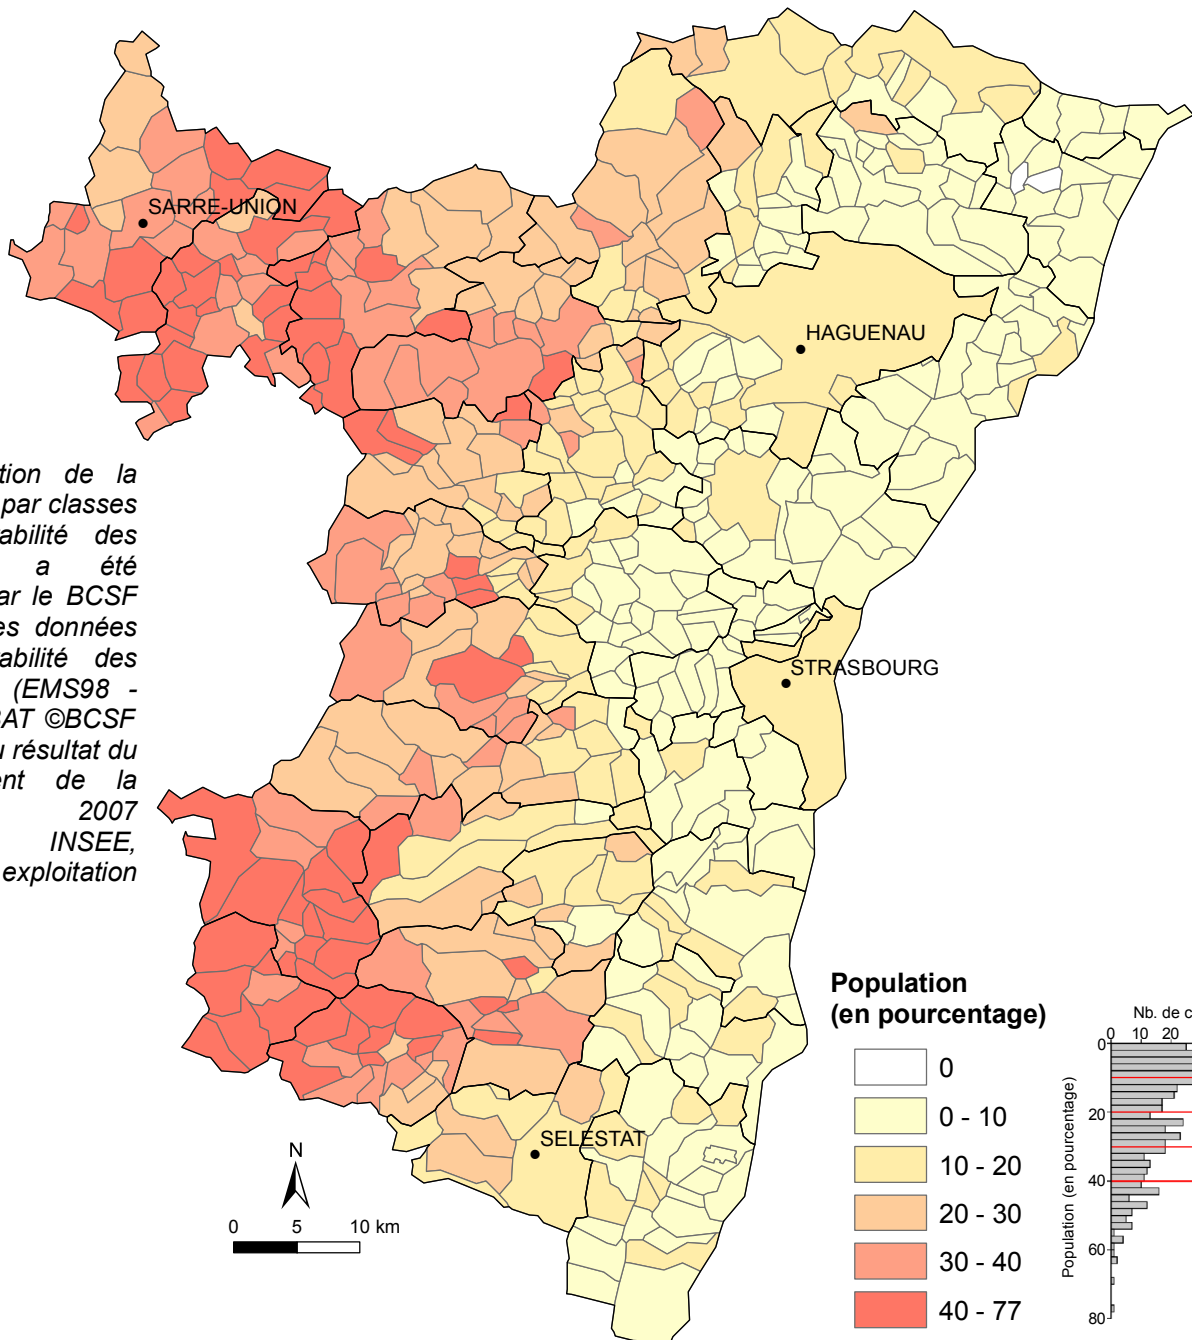 SARRE-UNION
HAGUENAU
tion de la
par classes
abilité des
a été
ar le BCSF
es données
abilité des
(EMS98 -
BAT ©BCSF
u résultat du
ent de la
2007
INSEE,
exploitation
STRASBOURG
SELESTAT
N
0 5 10 km
Population
(en pourcentage)
0
0 - 10
10 - 20
20 - 30
30 - 40
40 - 77
Nb. de c
0 10 20
Population (en pourcentage)
0
20
40
60
80